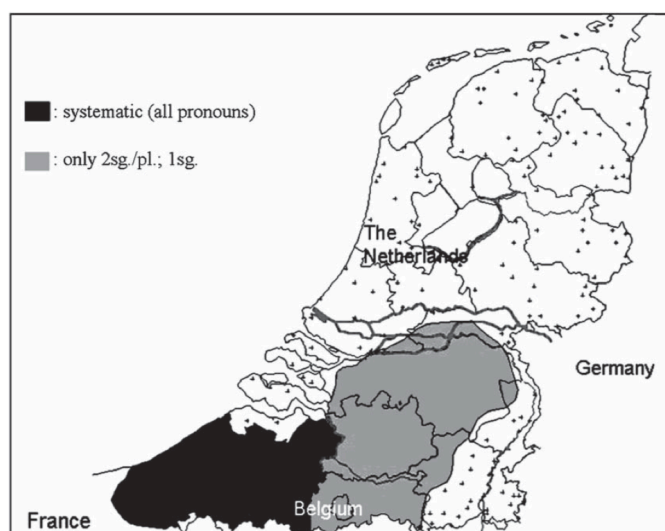 : systematic (all pronouns)
: only 2sg./pl.; 1sg.
The
Netherlands
Germany
Belgium
France